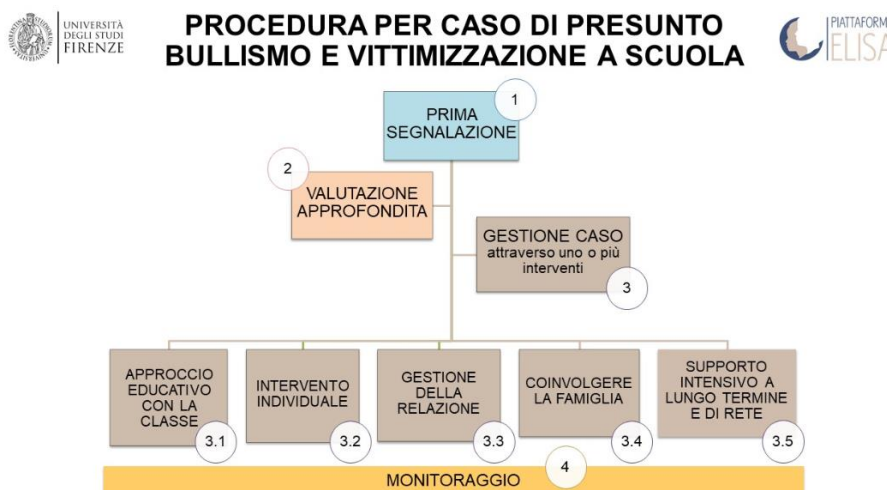 UNIVERSITÀ
DEGLI STUDI
FIRENZE
PROCEDURA PER CASO DI PRESUNTO
BULLISMO E VITTIMIZZAZIONE A SCUOLA
PIATTAFORMA
ELISA
1
PRIMA
SEGNALAZIONE
2
VALUTAZIONE
APPROFONDITA
GESTIONE CASO
attraverso uno o più
interventi
3
APPROCCIO
EDUCATIVO
CON LA
CLASSE
3.1
INTERVENTO
INDIVIDUALE
3.2
GESTIONE
DELLA
RELAZIONE
3.3
COINVOLGERE
LA FAMIGLIA
3.4
SUPPORTO
INTENSIVO A
LUNGO TERMINE
E DI RETE
3.5
4
MONITORAGGIO